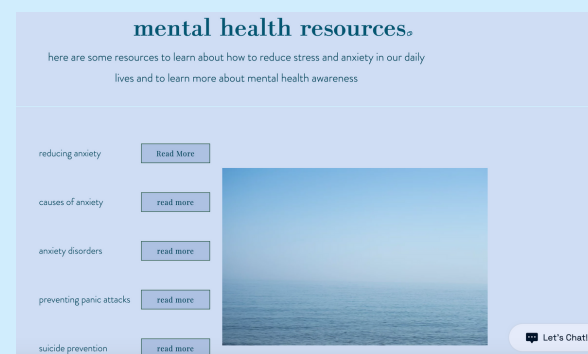 mental health resources.
here are some resources to learn about how to reduce stress and anxiety in our daily
lives and to learn more about mental health awareness
reducing anxiety Read More
causes of anxiety read more
anxiety disorders read more
preventing panic attacks read more
suicide prevention read more
Let's Chat!